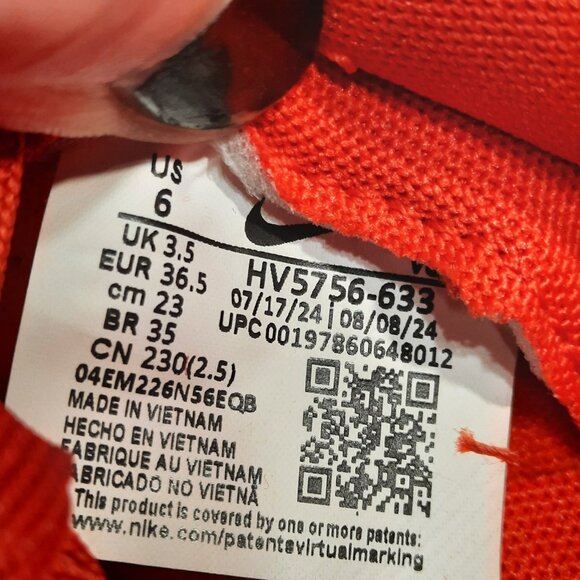 US
6
UK 3.5
EUR 36.5
cm 23
BR 35
CN 230(2.5)
HV5756-633
07/17/24 | 08/08/24
UPC 00197860648012
04EM226N56EQB
MADE IN VIETNAM
HECHO EN VIETNAM
FABRIQUE AU VIETNAM
FABRICADO NO VIETNÃ
This product is covered by one or more patents:
www.nike.com/patentsvirtualmarking